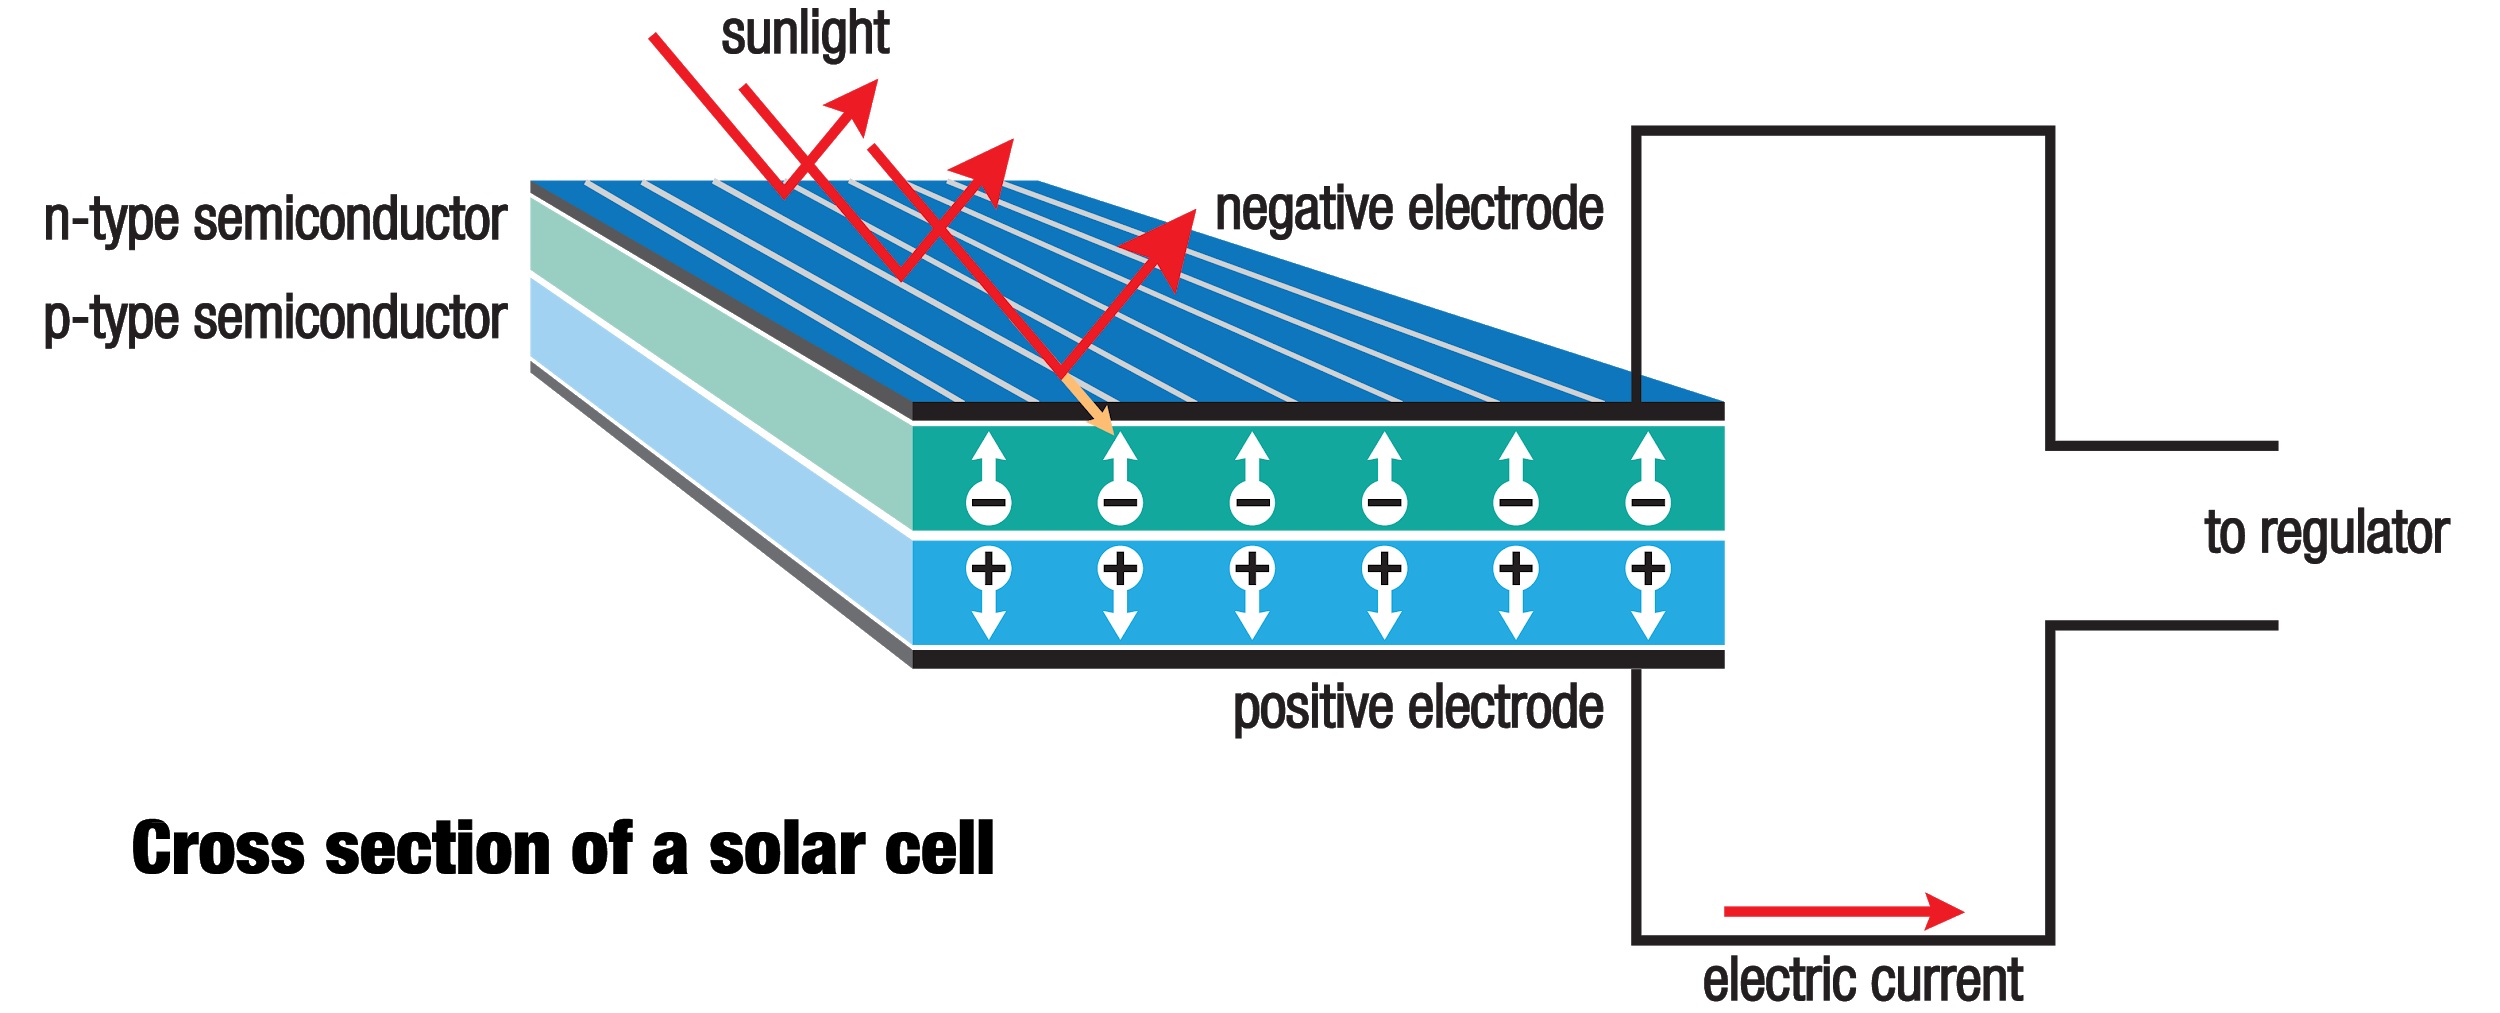 sunlight
n-type semiconductor
negative electrode
p-type semiconductor
to regulator
positive electrode
Cross section of a solar cell
electric current